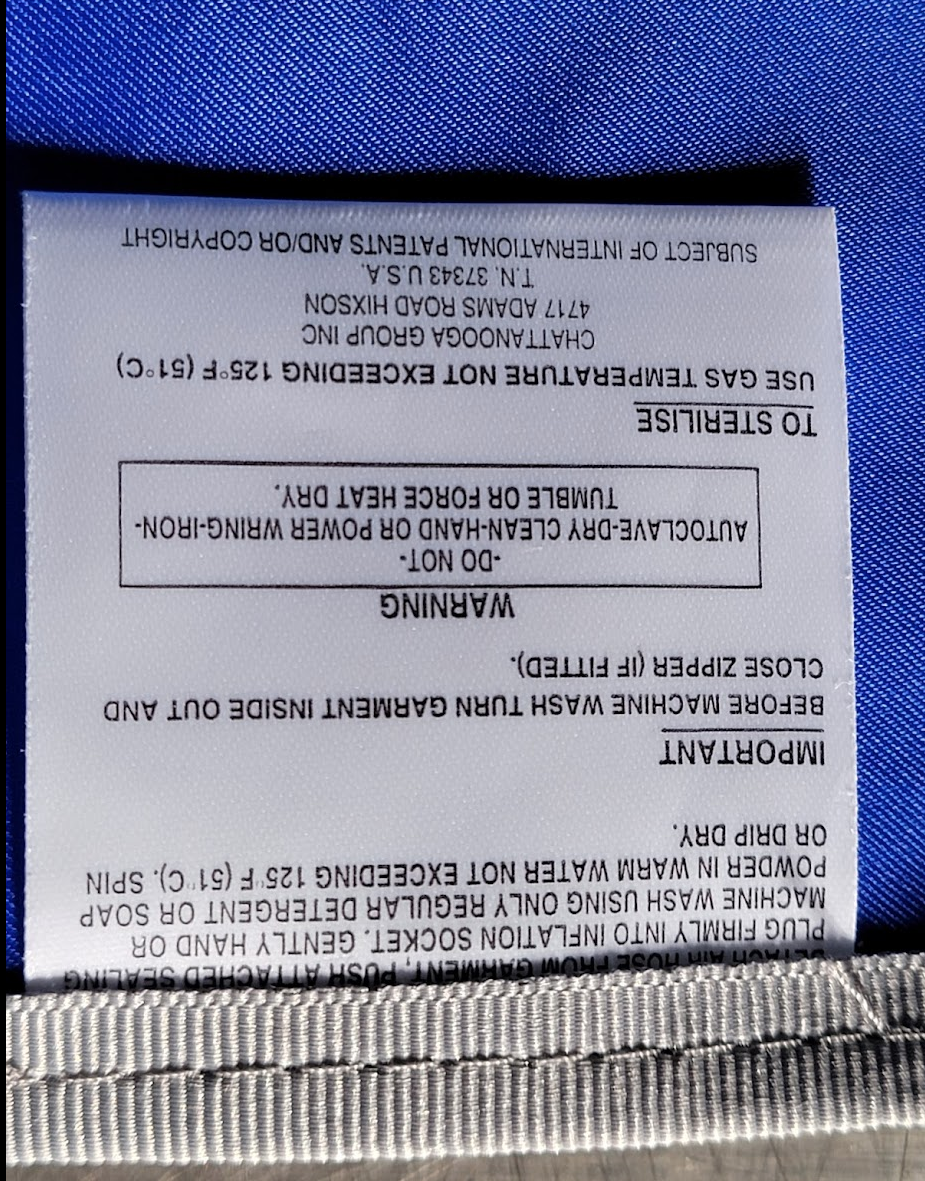 DETACH AIR HOSE FROM GARMENT, PUSH ATTACHED SEALING
PLUG FIRMLY INTO INFLATION SOCKET. GENTLY HAND OR
MACHINE WASH USING ONLY REGULAR DETERGENT OR SOAP
POWDER IN WARM WATER NOT EXCEEDING 125°F (51°C). SPIN
OR DRIP DRY.
IMPORTANT
BEFORE MACHINE WASH TURN GARMENT INSIDE OUT AND
CLOSE ZIPPER (IF FITTED).
WARNING
-DO NOT-
AUTOCLAVE-DRY CLEAN-HAND OR POWER WRING-IRON-
TUMBLE OR FORCE HEAT DRY.
TO STERILISE
USE GAS TEMPERATURE NOT EXCEEDING 125°F (51°C)
CHATTANOOGA GROUP INC
4717 ADAMS ROAD HIXSON
T.N. 37343 U.S.A.
SUBJECT OF INTERNATIONAL PATENTS AND/OR COPYRIGHT